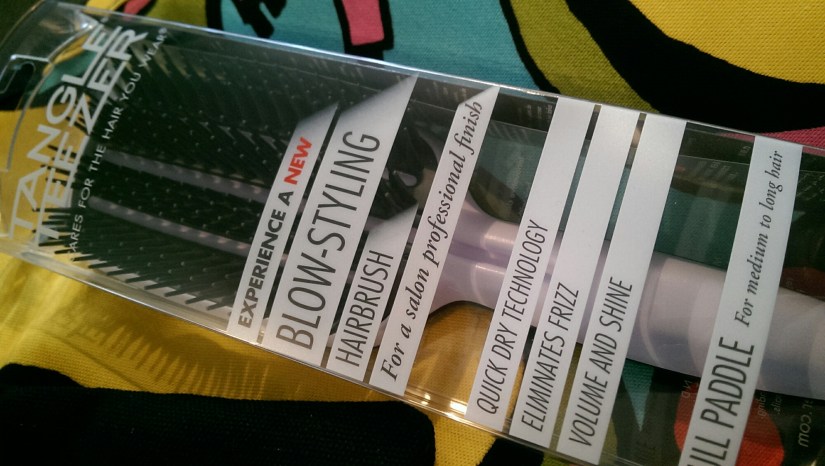 TANGLE
TEEZER
CARES FOR THE HAIR YOU WEAR
EXPERIENCE A NEW
BLOW-STYLING
HAIRBRUSH
For a salon professional finish
QUICK DRY TECHNOLOGY
ELIMINATES FRIZZ
VOLUME AND SHINE
PADDLE For medium to long hair